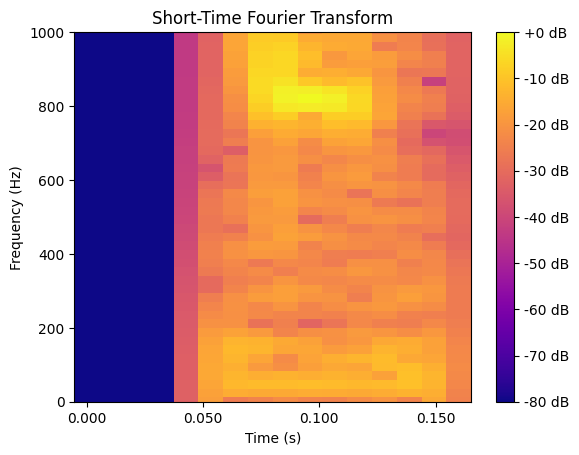 Short-Time Fourier Transform
1000
800
600
400
200
0
Frequency (Hz)
0.000
0.050
0.100
0.150
Time (s)
+0 dB
-10 dB
-20 dB
-30 dB
-40 dB
-50 dB
-60 dB
-70 dB
-80 dB